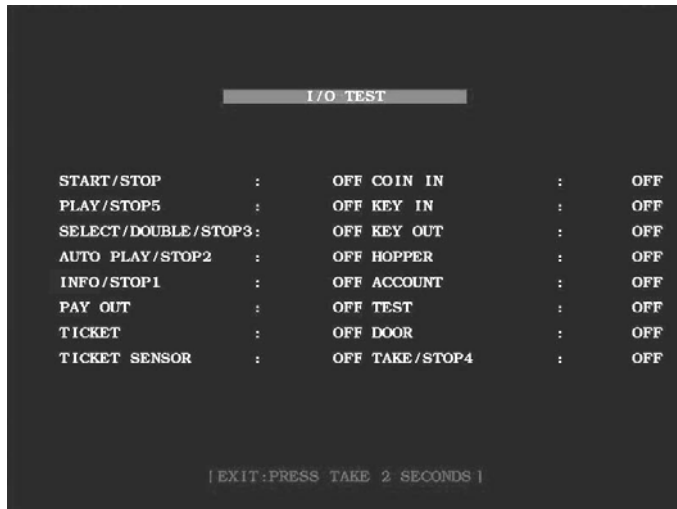 I/O TEST
START/STOP : OFF COIN IN : OFF
PLAY/STOP5 : OFF KEY IN : OFF
SELECT/DOUBLE/STOP3: OFF KEY OUT : OFF
AUTO PLAY/STOP2 : OFF HOPPER : OFF
INFO/STOP1 : OFF ACCOUNT : OFF
PAY OUT : OFF TEST : OFF
TICKET : OFF DOOR : OFF
TICKET SENSOR : OFF TAKE/STOP4 : OFF
[EXIT:PRESS TAKE 2 SECONDS]